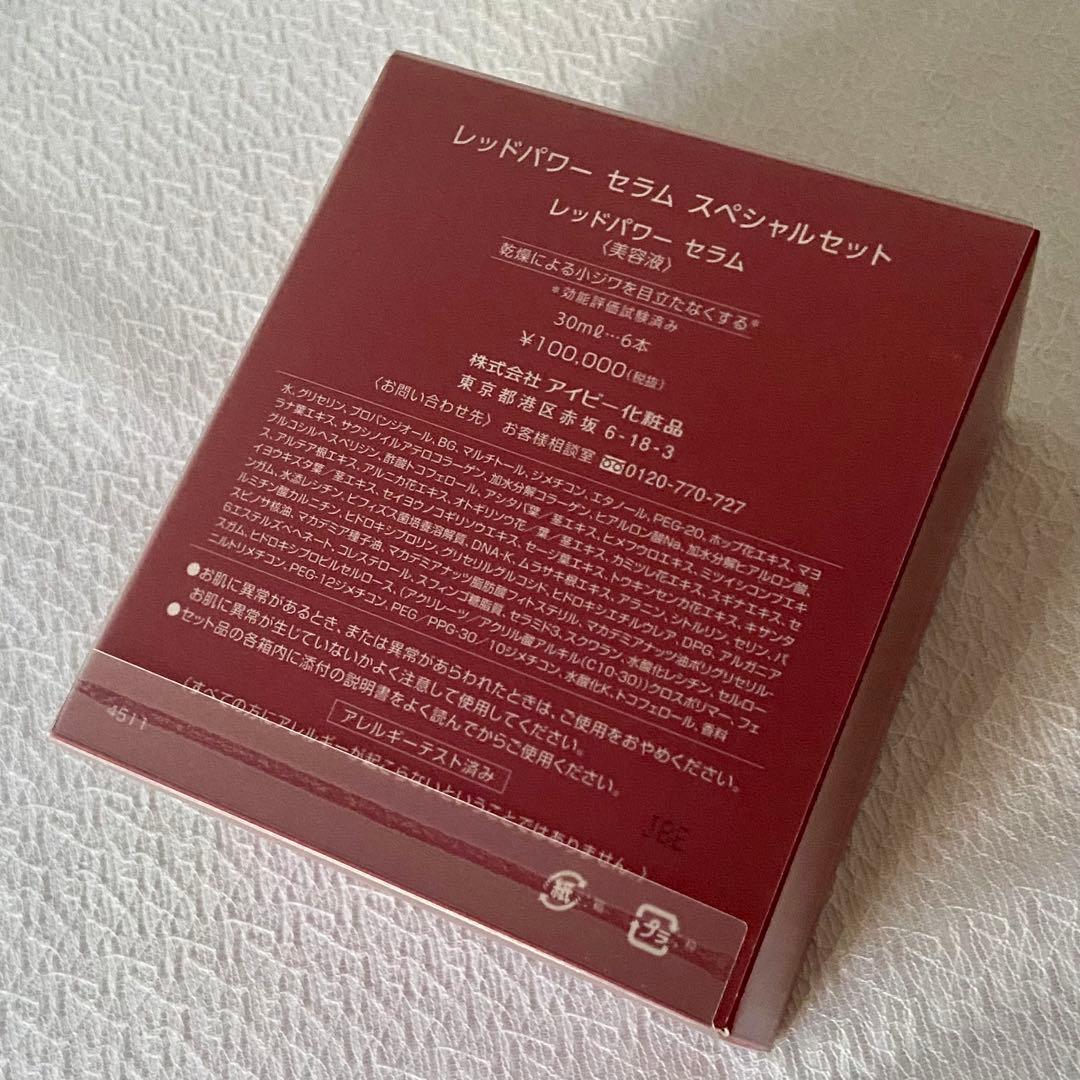 レッドパワー セラム スペシャルセット
レッドパワー セラム
〈美容液〉
乾燥による小ジワを目立たなくする*
*効能評価試験済み
30mℓ…6本
¥100,000(税抜)
株式会社 アイビー化粧品
東京都港区赤坂 6-18-3
〈お問い合わせ先〉 お客様相談室 0120-770-727
水、グリセリン、プロパンジオール、BG、マルチトール、ジメチコン、エタノール、PEG-20、ホップ花エキス、マヨ
ラナ葉エキス、サクシノイルアテロコラーゲン、加水分解コラーゲン、ヒアルロン酸Na、加水分解ヒアルロン酸、
グルコシルヘスペリジン、酢酸トコフェロール、アシタバ葉／茎エキス、ヒメフウロエキス、ミツイシコンブエキ
ス、アルテア根エキス、アルニカ花エキス、オトギリソウ花／葉／茎エキス、カミツレ花エキス、スギナエキス、セ
イヨウキズタ葉／茎エキス、セイヨウノコギリソウエキス、セージ葉エキス、トウキンセンカ花エキス、キサンタ
ンガム、水添レシチン、ビフィズス菌培養溶解質、DNA-K、ムラサキ根エキス、アラニン、シトルリン、セリン、パ
ルミチン酸カルニチン、ヒドロキシプロリン、グリセリルグルコシド、ヒドロキシエチルウレア、DPG、アルガニア
スピノサ核油、マカデミア種子油、マカデミアナッツ脂肪酸フィトステリル、マカデミアナッツ油ポリグリセリル-
6エステルズベヘネート、コレステロール、スフィンゴ糖脂質、セラミド3、スクワラン、水酸化レシチン、セルロー
スガム、ヒドロキシプロピルセルロース、(アクリレーツ／アクリル酸アルキル(C10-30))クロスポリマー、フェ
ニルトリメチコン、PEG-12ジメチコン、PEG／PPG-30／10ジメチコン、水酸化K、トコフェロール、香料
●お肌に異常があるとき、または異常があらわれたときは、ご使用をおやめください。
お肌に異常が生じていないかよく注意して使用してください。
●セット品の各箱内に添付の説明書をよく読んでからご使用ください。
アレルギーテスト済み
(すべての方にアレルギーが起こらないということではありません。)
4511
JBE
紙 箱
プラ